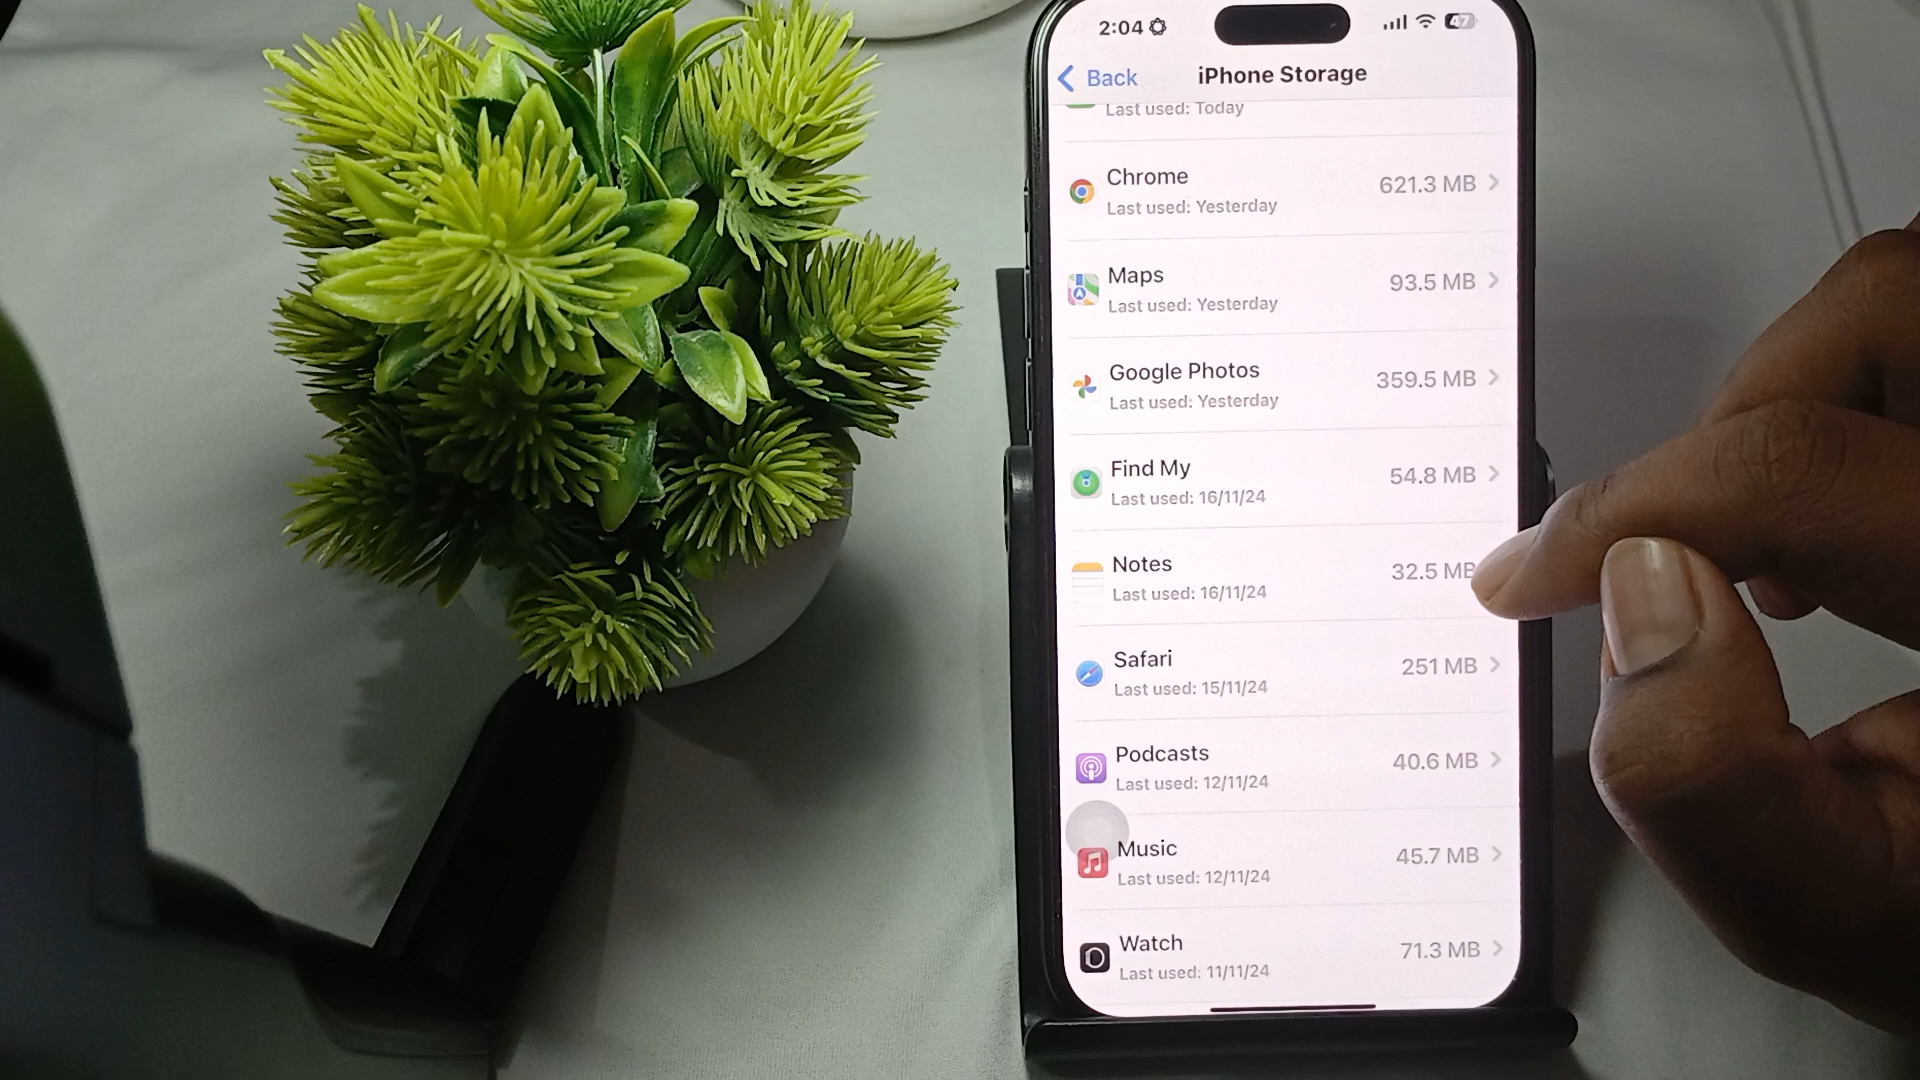 2:04
47
Back
iPhone Storage
Last used: Today
Chrome
621.3 MB
Last used: Yesterday
Maps
93.5 MB
Last used: Yesterday
Google Photos
359.5 MB
Last used: Yesterday
Find My
54.8 MB
Last used: 16/11/24
Notes
32.5 MB
Last used: 16/11/24
Safari
251 MB
Last used: 15/11/24
Podcasts
40.6 MB
Last used: 12/11/24
Music
45.7 MB
Last used: 12/11/24
Watch
71.3 MB
Last used: 11/11/24